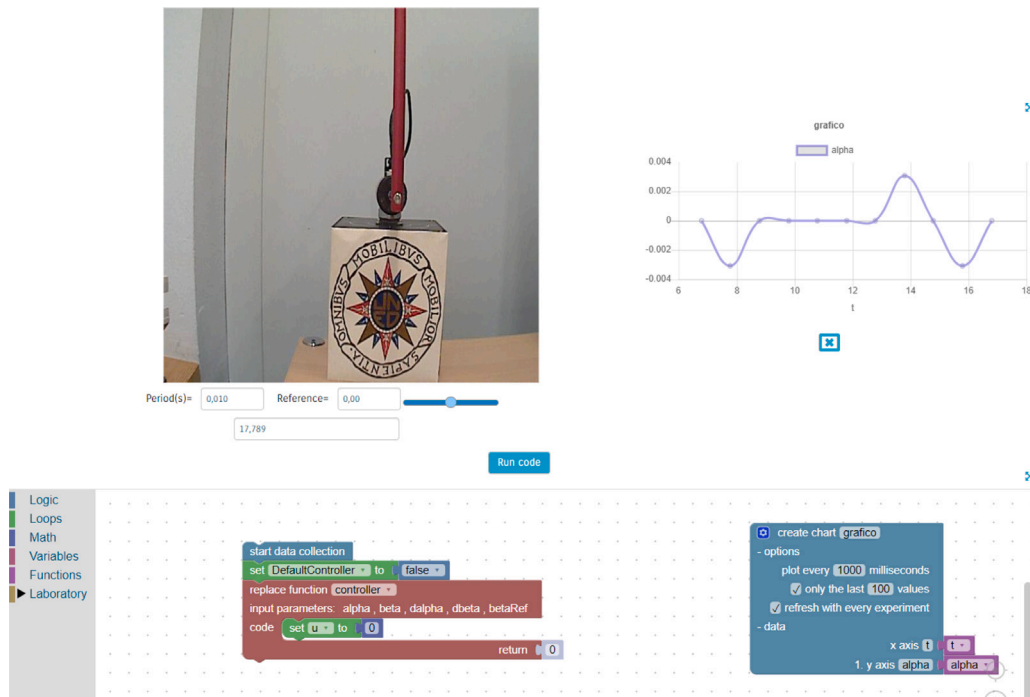 MOBILIBVS
MOBILIOR
SAPIENTIA
OMNIBVS
UN
ED
grafico
alpha
0.004
0.002
0
-0.002
-0.004
6 8 10 12 14 16 18
t
Period(s)= 0,010 Reference= 0,00
17,789
Run code
Logic
Loops
Math
Variables
Functions
Laboratory
start data collection
set DefaultController to false
replace function controller
input parameters: alpha , beta , dalpha , dbeta , betaRef
code set u to 0
return 0
create chart grafico
- options
plot every 1000 milliseconds
only the last 100 values
refresh with every experiment
- data
x axis t t
1. y axis alpha alpha